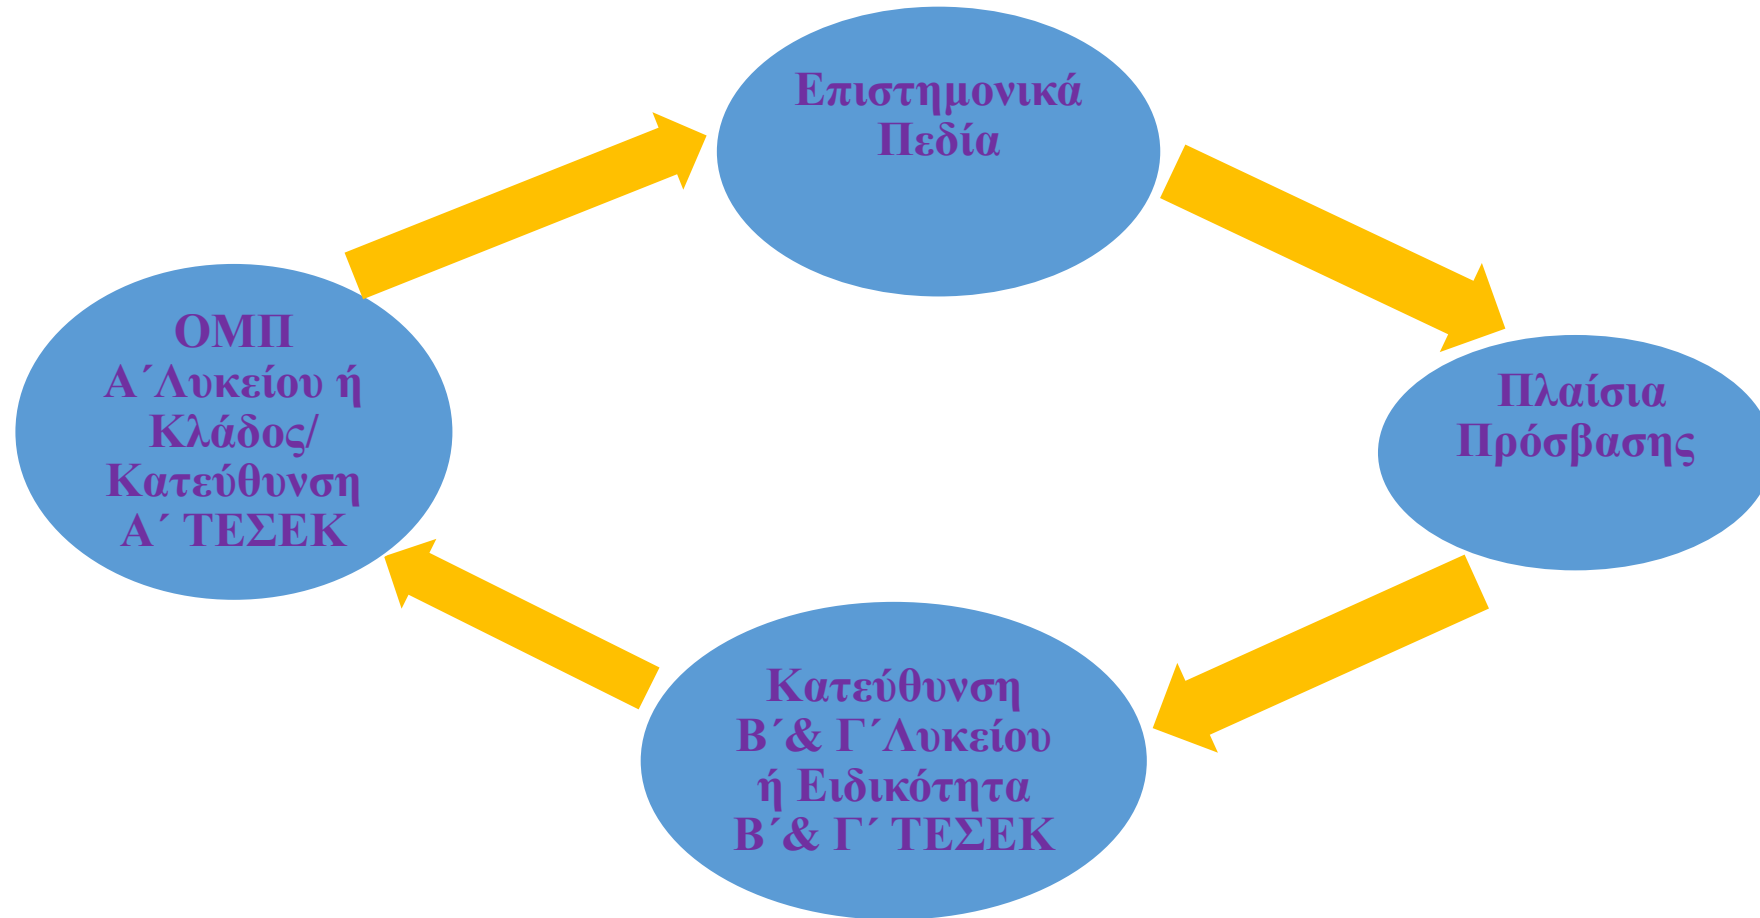 Επιστημονικά
Πεδία
Πλαίσια
Πρόσβασης
Κατεύθυνση
Β΄& Γ΄Λυκείου
ή Ειδικότητα
Β΄& Γ΄ ΤΕΣΕΚ
ΟΜΠ
Α΄Λυκείου ή
Κλάδος/
Κατεύθυνση
Α΄ ΤΕΣΕΚ